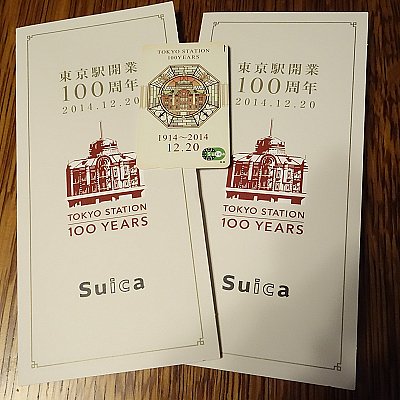 東京駅開業
100周年
2014.12.20
TOKYO STATION
100 YEARS
Suica
TOKYO STATION
100 YEARS
1914～2014
12.20
東京駅開業
100周年
2014.12.20
TOKYO STATION
100 YEARS
Suica